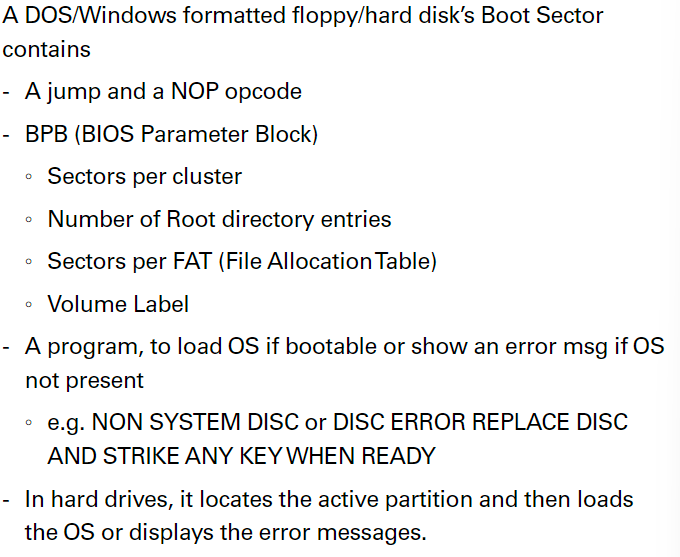 A DOS/Windows formatted floppy/hard disk's Boot Sector
contains
- A jump and a NOP opcode
- BPB (BIOS Parameter Block)
◦ Sectors per cluster
◦ Number of Root directory entries
◦ Sectors per FAT (File Allocation Table)
◦ Volume Label
- A program, to load OS if bootable or show an error msg if OS
not present
◦ e.g. NON SYSTEM DISC or DISC ERROR REPLACE DISC
AND STRIKE ANY KEY WHEN READY
- In hard drives, it locates the active partition and then loads
the OS or displays the error messages.